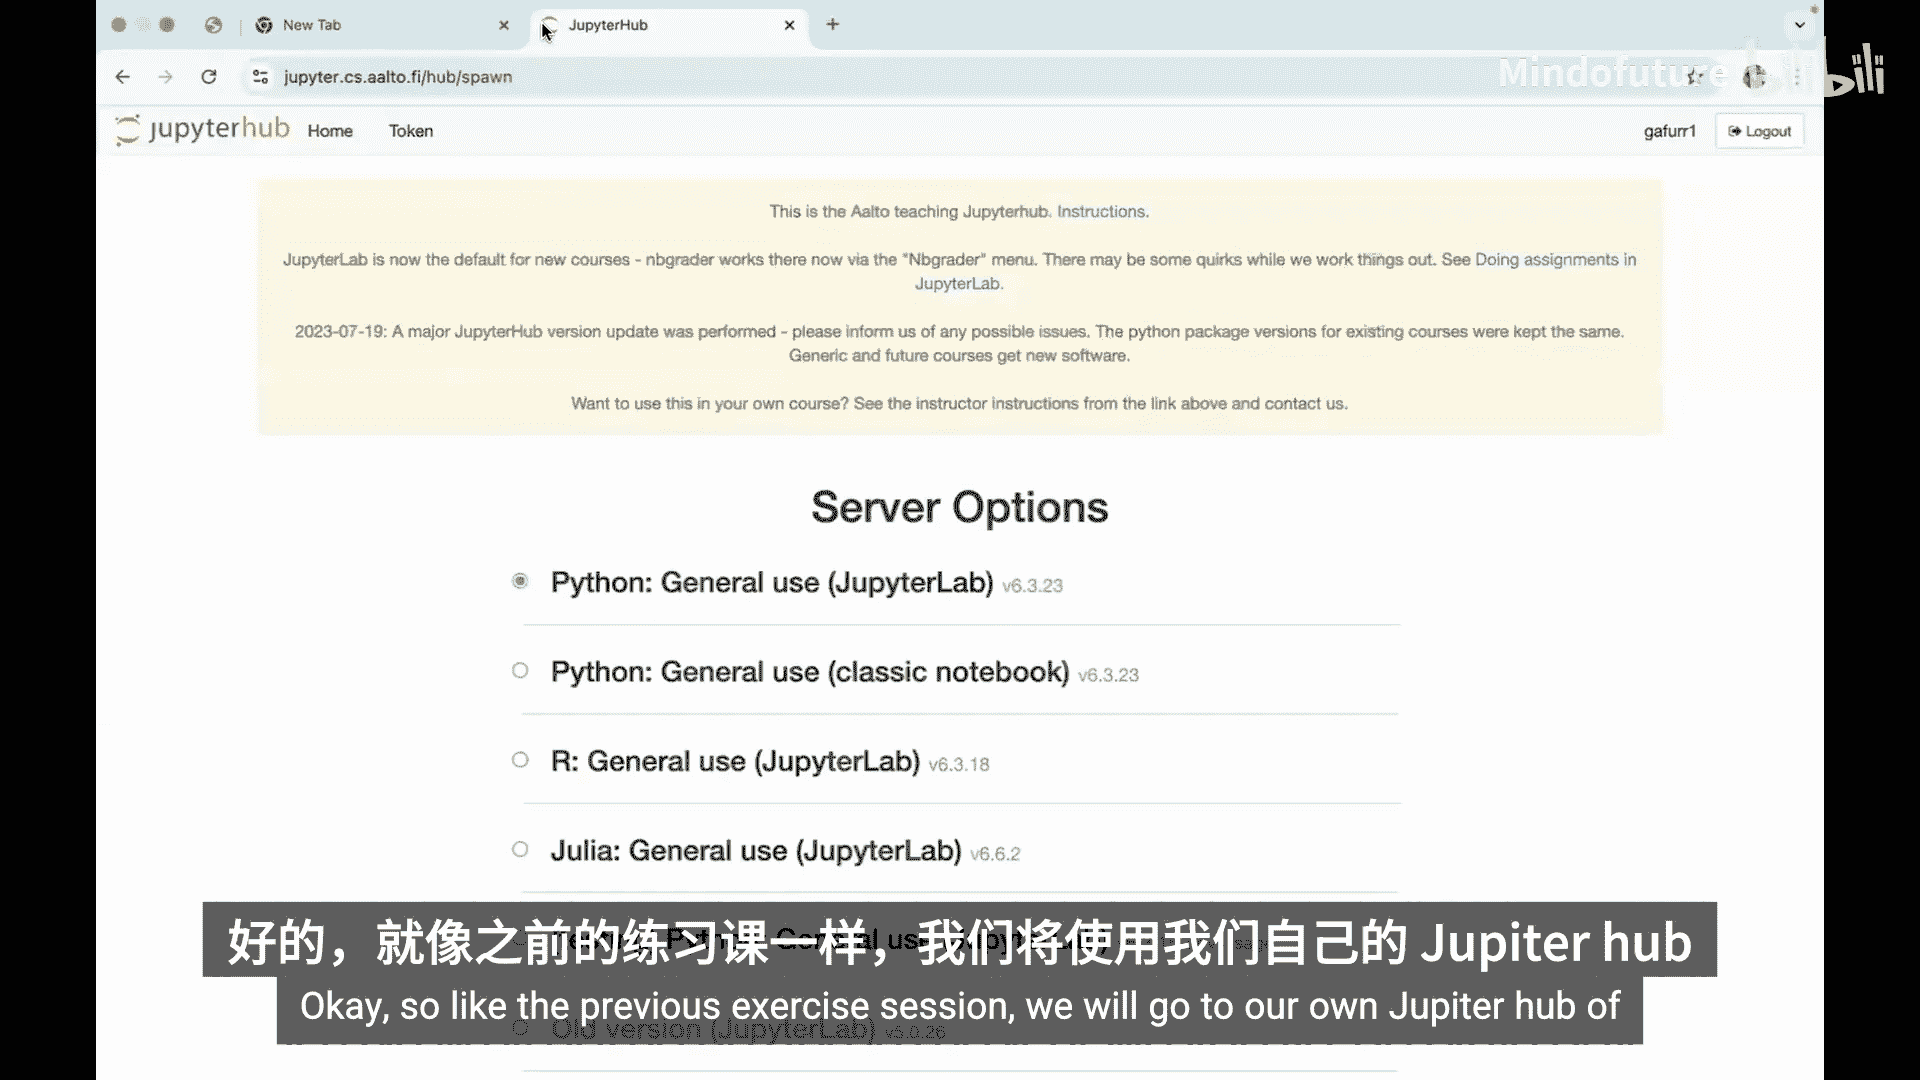 New Tab
JupyterHub
jupyter.cs.aalto.fi/hub/spawn
Mindofuture
bilibili
jupyterhub Home Token
gafurr1 Logout
This is the Aalto teaching Jupyterhub. Instructions.
JupyterLab is now the default for new courses - nbgrader works there now via the "Nbgrader" menu. There may be some quirks while we work things out. See Doing assignments in
JupyterLab.
2023-07-19: A major JupyterHub version update was performed - please inform us of any possible issues. The python package versions for existing courses were kept the same.
Generic and future courses get new software.
Want to use this in your own course? See the instructor instructions from the link above and contact us.
Server Options
Python: General use (JupyterLab) v6.3.23
Python: General use (classic notebook) v6.3.23
R: General use (JupyterLab) v6.3.18
Julia: General use (JupyterLab) v6.6.2
好的，就像之前的练习课一样，我们将使用我们自己的 Jupiter hub
Okay, so like the previous exercise session, we will go to our own Jupiter hub of
Old version (JupyterLab) v5.0.26